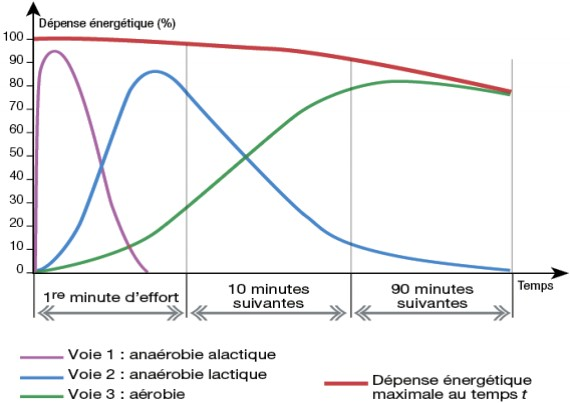 Dépense énergétique (%)
100
90
80
70
60
50
40
30
20
10
0
Temps
1re minute d'effort
10 minutes
suivantes
90 minutes
suivantes
Voie 1 : anaérobie alactique
Voie 2 : anaérobie lactique
Voie 3 : aérobie
Dépense énergétique
maximale au temps t